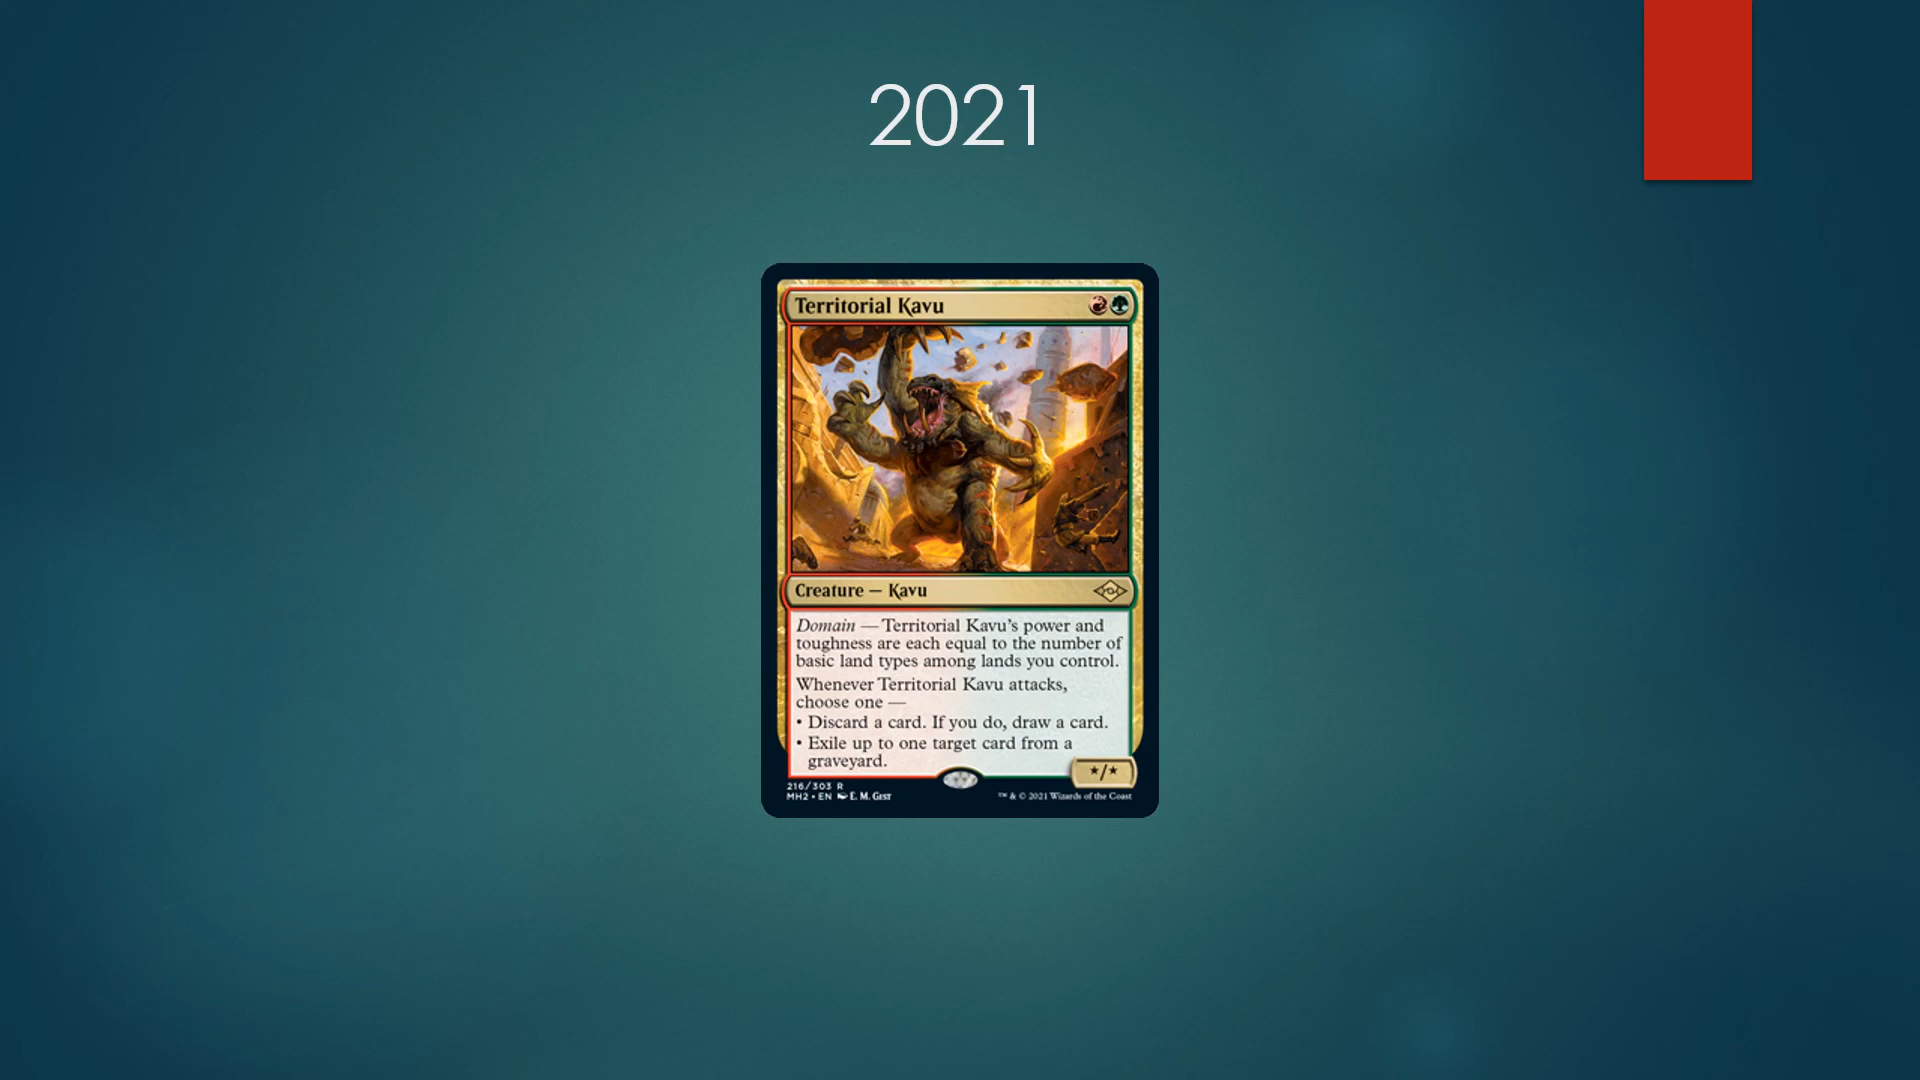 2021
Territorial Kavu
Creature — Kavu
Domain — Territorial Kavu's power and
toughness are each equal to the number of
basic land types among lands you control.
Whenever Territorial Kavu attacks,
choose one —
• Discard a card. If you do, draw a card.
• Exile up to one target card from a
graveyard.
★/★
216/303 R
MH2 • EN E. M. Gist
™ & © 2021 Wizards of the Coast